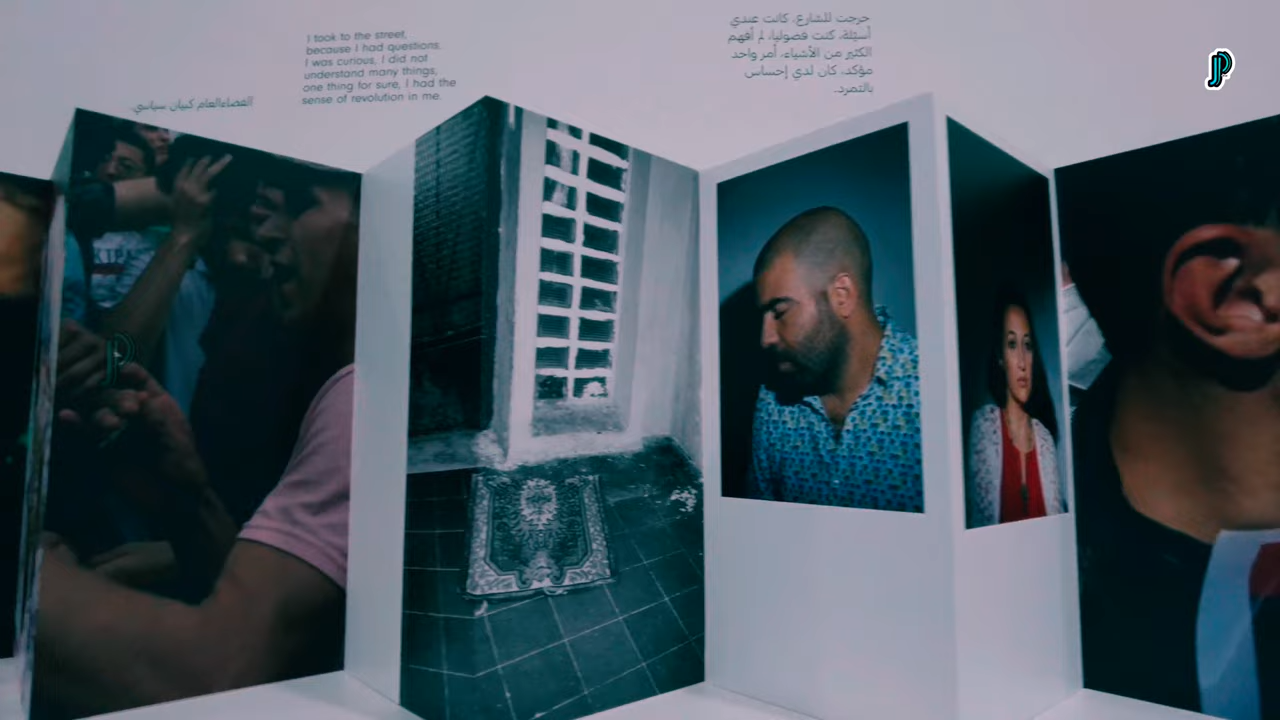 I took to the street,
because I had questions.
I was curious, I did not
understand many things,
one thing for sure, I had the
sense of revolution in me.
خرجت للشارع، كانت عندي
أسئلة، كنت فضوليا، لم أفهم
الكثير من الأشياء، أمر واحد
مؤكد، كان لدي إحساس
بالتمرد.
الفضاءالعام كبيان سياسي.